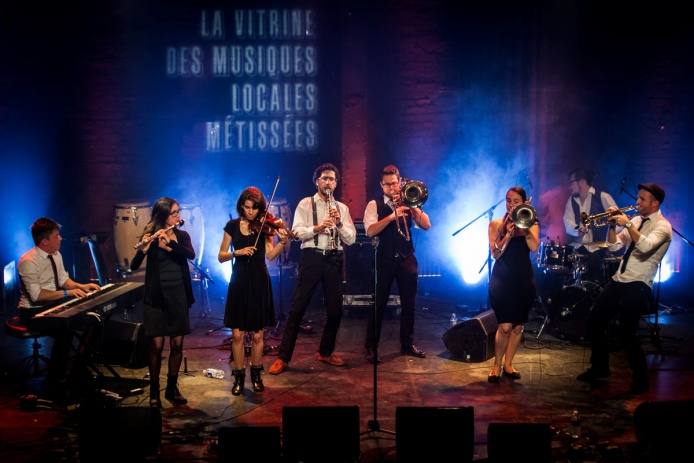 LA VITRINE
DES MUSIQUES
LOCALES
MÉTISSÉES